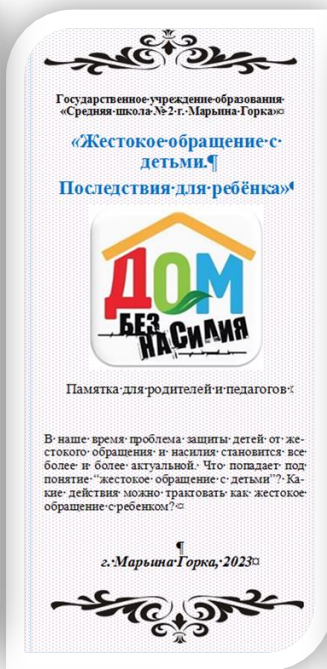 Государственное учреждение образования
«Средняя школа № 2 г. Марьина Горка»¤
«Жестокое обращение с
детьми.¶
Последствия для ребёнка»¶
ДОМ
БЕЗ
НАСИЛИЯ
Памятка для родителей и педагогов ¤
В наше время проблема защиты детей от же-
стокого обращения и насилия становится все
более и более актуальной. Что попадает под
понятие "жестокое обращение с детьми"? Ка-
кие действия можно трактовать как жестокое
обращение с ребенком?¤
¶
г. Марьина Горка, 2023¤